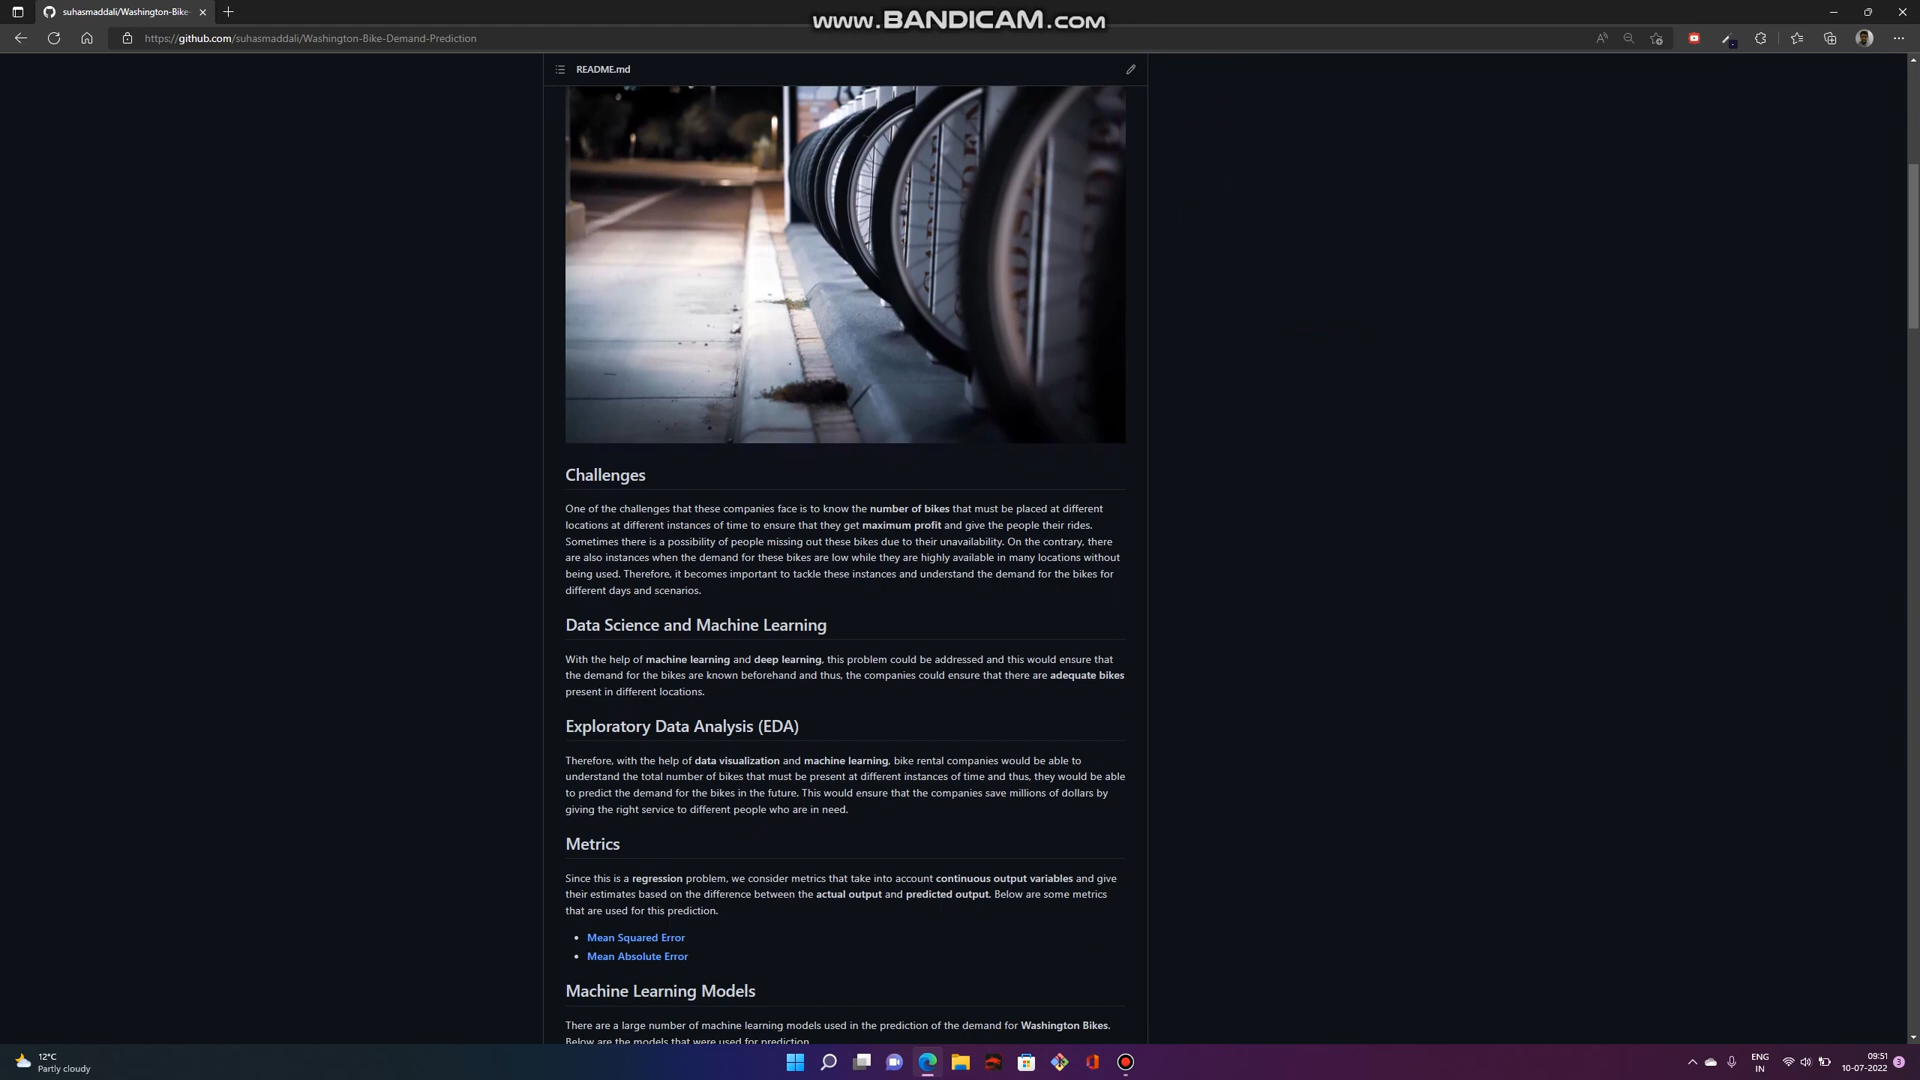 suhasmaddali/Washington-Bike-
www.BANDICAM.com
https://github.com/suhasmaddali/Washington-Bike-Demand-Prediction
README.md
Challenges
One of the challenges that these companies face is to know the number of bikes that must be placed at different
locations at different instances of time to ensure that they get maximum profit and give the people their rides.
Sometimes there is a possibility of people missing out these bikes due to their unavailability. On the contrary, there
are also instances when the demand for these bikes are low while they are highly available in many locations without
being used. Therefore, it becomes important to tackle these instances and understand the demand for the bikes for
different days and scenarios.
Data Science and Machine Learning
With the help of machine learning and deep learning, this problem could be addressed and this would ensure that
the demand for the bikes are known beforehand and thus, the companies could ensure that there are adequate bikes
present in different locations.
Exploratory Data Analysis (EDA)
Therefore, with the help of data visualization and machine learning, bike rental companies would be able to
understand the total number of bikes that must be present at different instances of time and thus, they would be able
to predict the demand for the bikes in the future. This would ensure that the companies save millions of dollars by
giving the right service to different people who are in need.
Metrics
Since this is a regression problem, we consider metrics that take into account continuous output variables and give
their estimates based on the difference between the actual output and predicted output. Below are some metrics
that are used for this prediction.
• Mean Squared Error
• Mean Absolute Error
Machine Learning Models
There are a large number of machine learning models used in the prediction of the demand for Washington Bikes.
Below are the models that were used for prediction
12°C
Partly cloudy
ENG
IN
09:51
10-07-2022
3